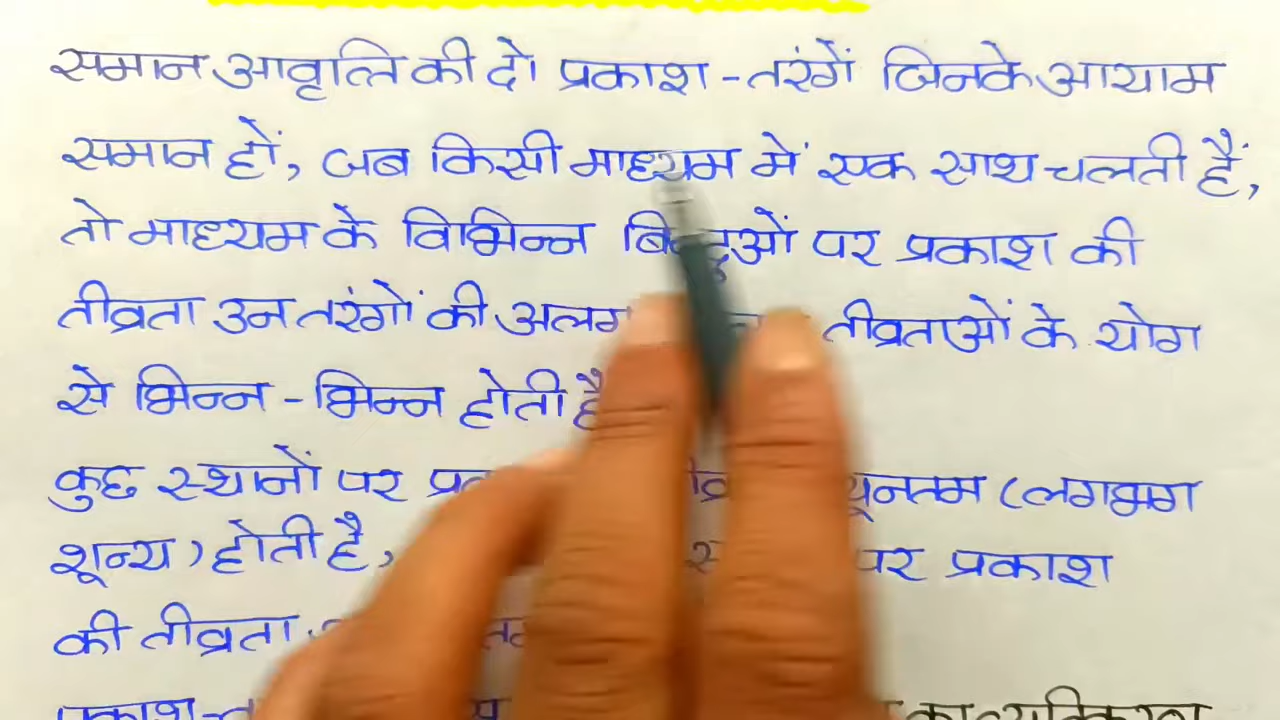 समान आवृत्ति की दो प्रकाश-तरंगें जिनके आयाम
समान हों, जब किसी माध्यम में एक साथ चलती हैं,
तो माध्यम के विभिन्न बिन्दुओं पर प्रकाश की
तीव्रता उन तरंगों की अलग तीव्रताओं के योग
से भिन्न-भिन्न होती है
कुछ स्थानों पर (लगभग
शून्य) होती है, पर प्रकाश
की तीव्रता